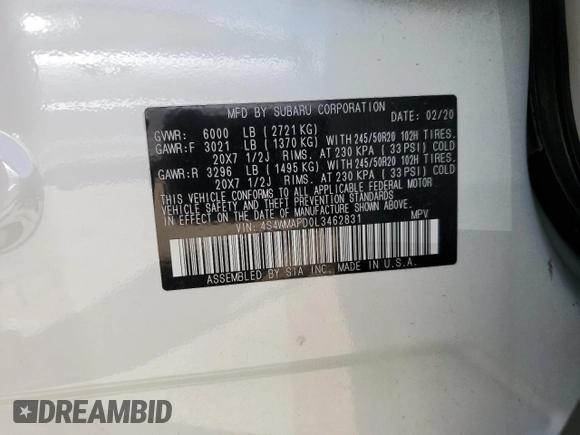 MFD BY SUBARU CORPORATION DATE: 02/20
GVWR: 6000 LB (2721 KG)
GAWR:F 3021 LB (1370 KG) WITH 245/50R20 102H TIRES.
20X7 1/2J RIMS. AT 230 KPA (33 PSI) COLD
GAWR:R 3296 LB (1495 KG) WITH 245/50R20 102H TIRES.
20X7 1/2J RIMS. AT 230 KPA (33 PSI) COLD
THIS VEHICLE CONFORMS TO ALL APPLICABLE FEDERAL MOTOR
VEHICLE SAFETY AND THEFT PREVENTION STANDARDS
IN EFFECT ON THE DATE OF MANUFACTURE SHOWN ABOVE.
VIN: 4S4WMAPD0L3462831 MPV
ASSEMBLED BY SIA INC. MADE IN U.S.A.
DREAMBID